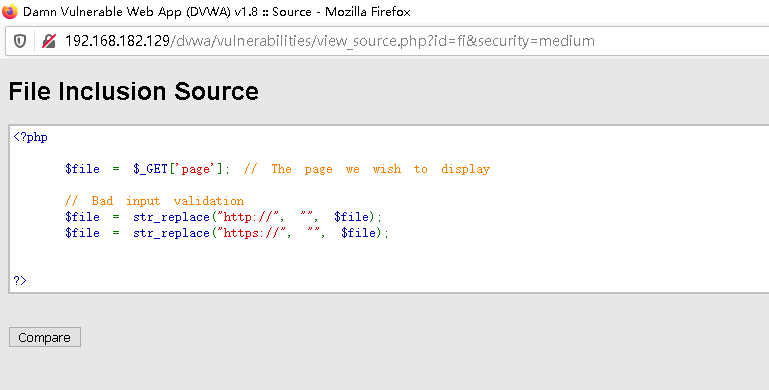 Damn Vulnerable Web App (DVWA) v1.8 :: Source - Mozilla Firefox
192.168.182.129/dvwa/vulnerabilities/view_source.php?id=fi&security=medium
File Inclusion Source
<?php
$file = $_GET['page']; // The page we wish to display
// Bad input validation
$file = str_replace("http://", "", $file);
$file = str_replace("https://", "", $file);
?>
Compare